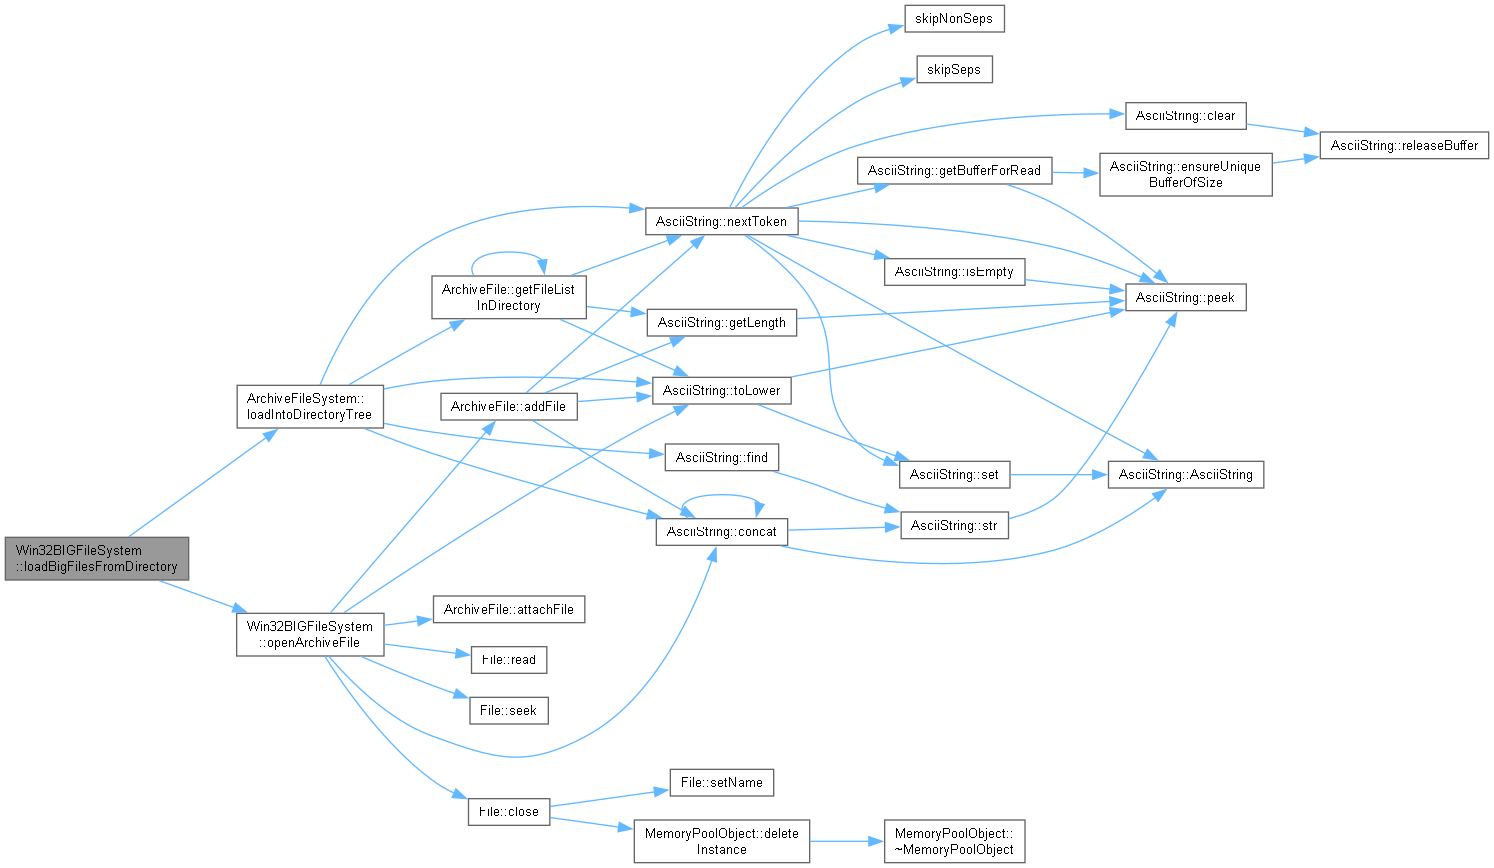 skipNonSeps
skipSeps
AsciiString::clear
AsciiString::releaseBuffer
AsciiString::getBufferForRead
AsciiString::ensureUnique
BufferOfSize
AsciiString::nextToken
AsciiString::isEmpty
ArchiveFile::getFileList
InDirectory
AsciiString::peek
AsciiString::getLength
ArchiveFileSystem::
loadIntoDirectoryTree
AsciiString::toLower
ArchiveFile::addFile
AsciiString::find
AsciiString::set
AsciiString::AsciiString
AsciiString::concat
AsciiString::str
Win32BIGFileSystem
::loadBigFilesFromDirectory
ArchiveFile::attachFile
Win32BIGFileSystem
::openArchiveFile
File::read
File::seek
File::setName
File::close
MemoryPoolObject::delete
Instance
MemoryPoolObject::
~MemoryPoolObject